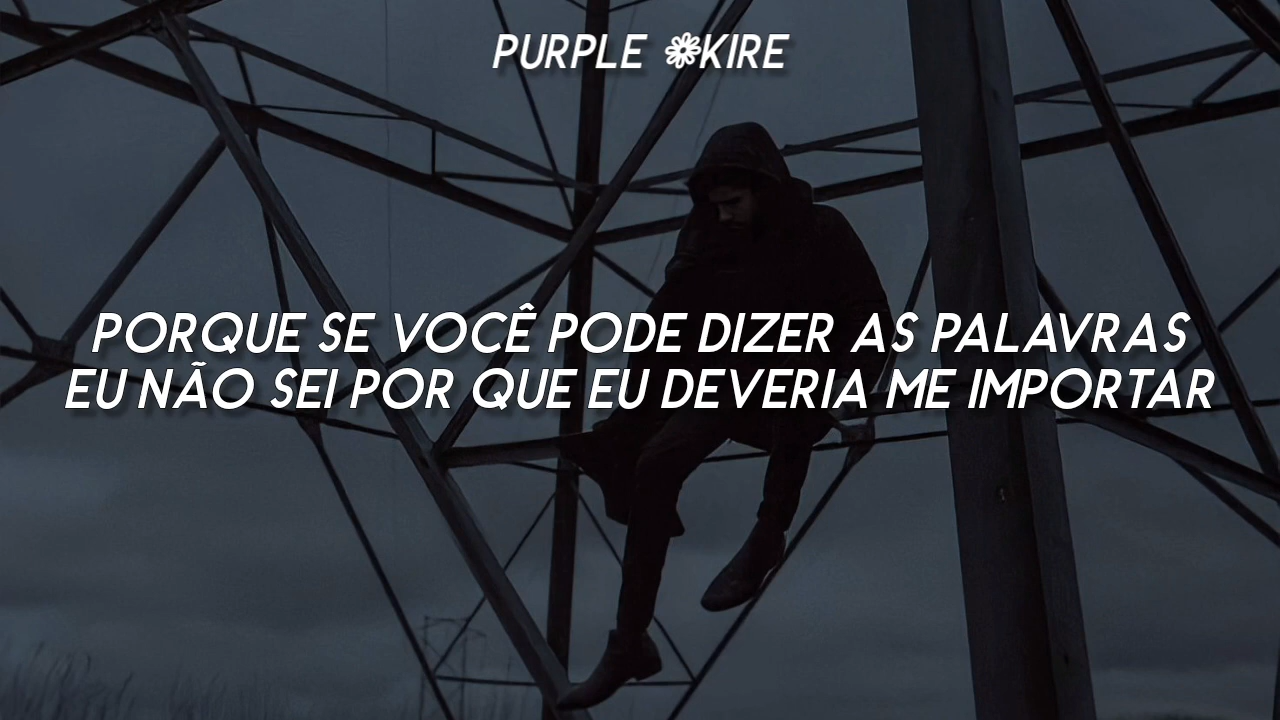 PURPLE ❁KIRE
PORQUE SE VOCÊ PODE DIZER AS PALAVRAS
EU NÃO SEI POR QUE EU DEVERIA ME IMPORTAR